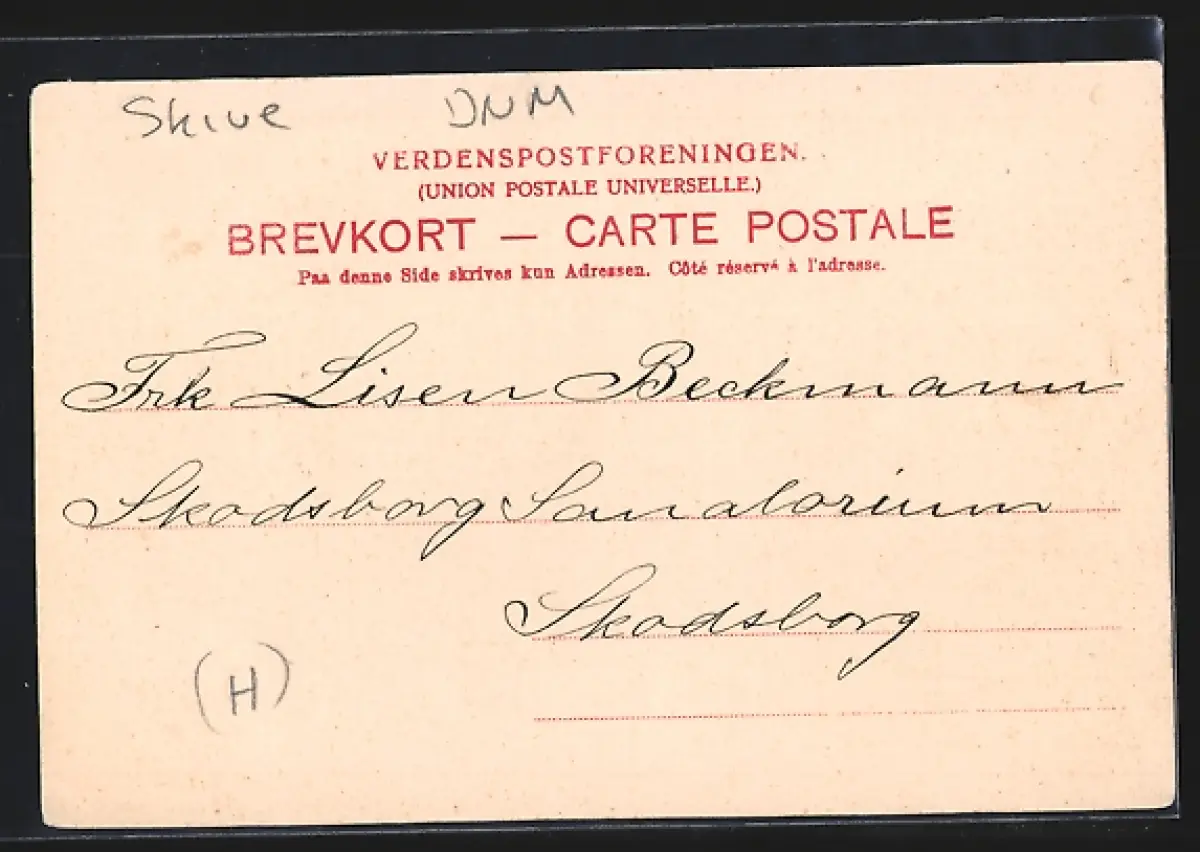 Skive DNM
VERDENSPOSTFORENINGEN.
(UNION POSTALE UNIVERSELLE.)
BREVKORT — CARTE POSTALE
Paa denne Side skrives kun Adressen. Côté réservé à l'adresse.
Frk Lisen Beckmann
Skodsborg Sanatorium
Skodsborg
(H)